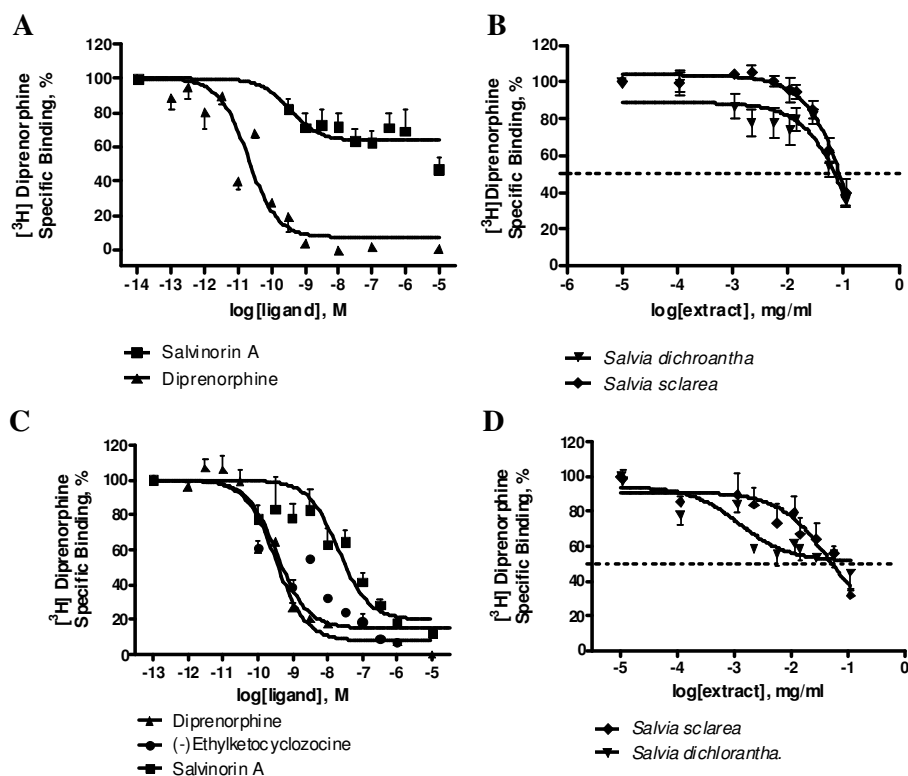 A
[³H] Diprenorphine
Specific Binding, %
120
100
80
60
40
20
0
-14 -13 -12 -11 -10 -9 -8 -7 -6 -5
log[ligand], M
Salvinorin A
Diprenorphine
B
[³H]Diprenorphine
Specific Binding, %
120
100
80
60
40
20
0
-6 -5 -4 -3 -2 -1 0
log[extract], mg/ml
Salvia dichroantha
Salvia sclarea
C
[³H] Diprenorphine
Specific Binding, %
120
100
80
60
40
20
0
-13 -12 -11 -10 -9 -8 -7 -6 -5
log[ligand], M
Diprenorphine
(-)Ethylketocyclozocine
Salvinorin A
D
[³H] Diprenorphine
Specific Binding, %
120
100
80
60
40
20
0
-5 -4 -3 -2 -1 0
log[extract], mg/ml
Salvia sclarea
Salvia dichlorantha.